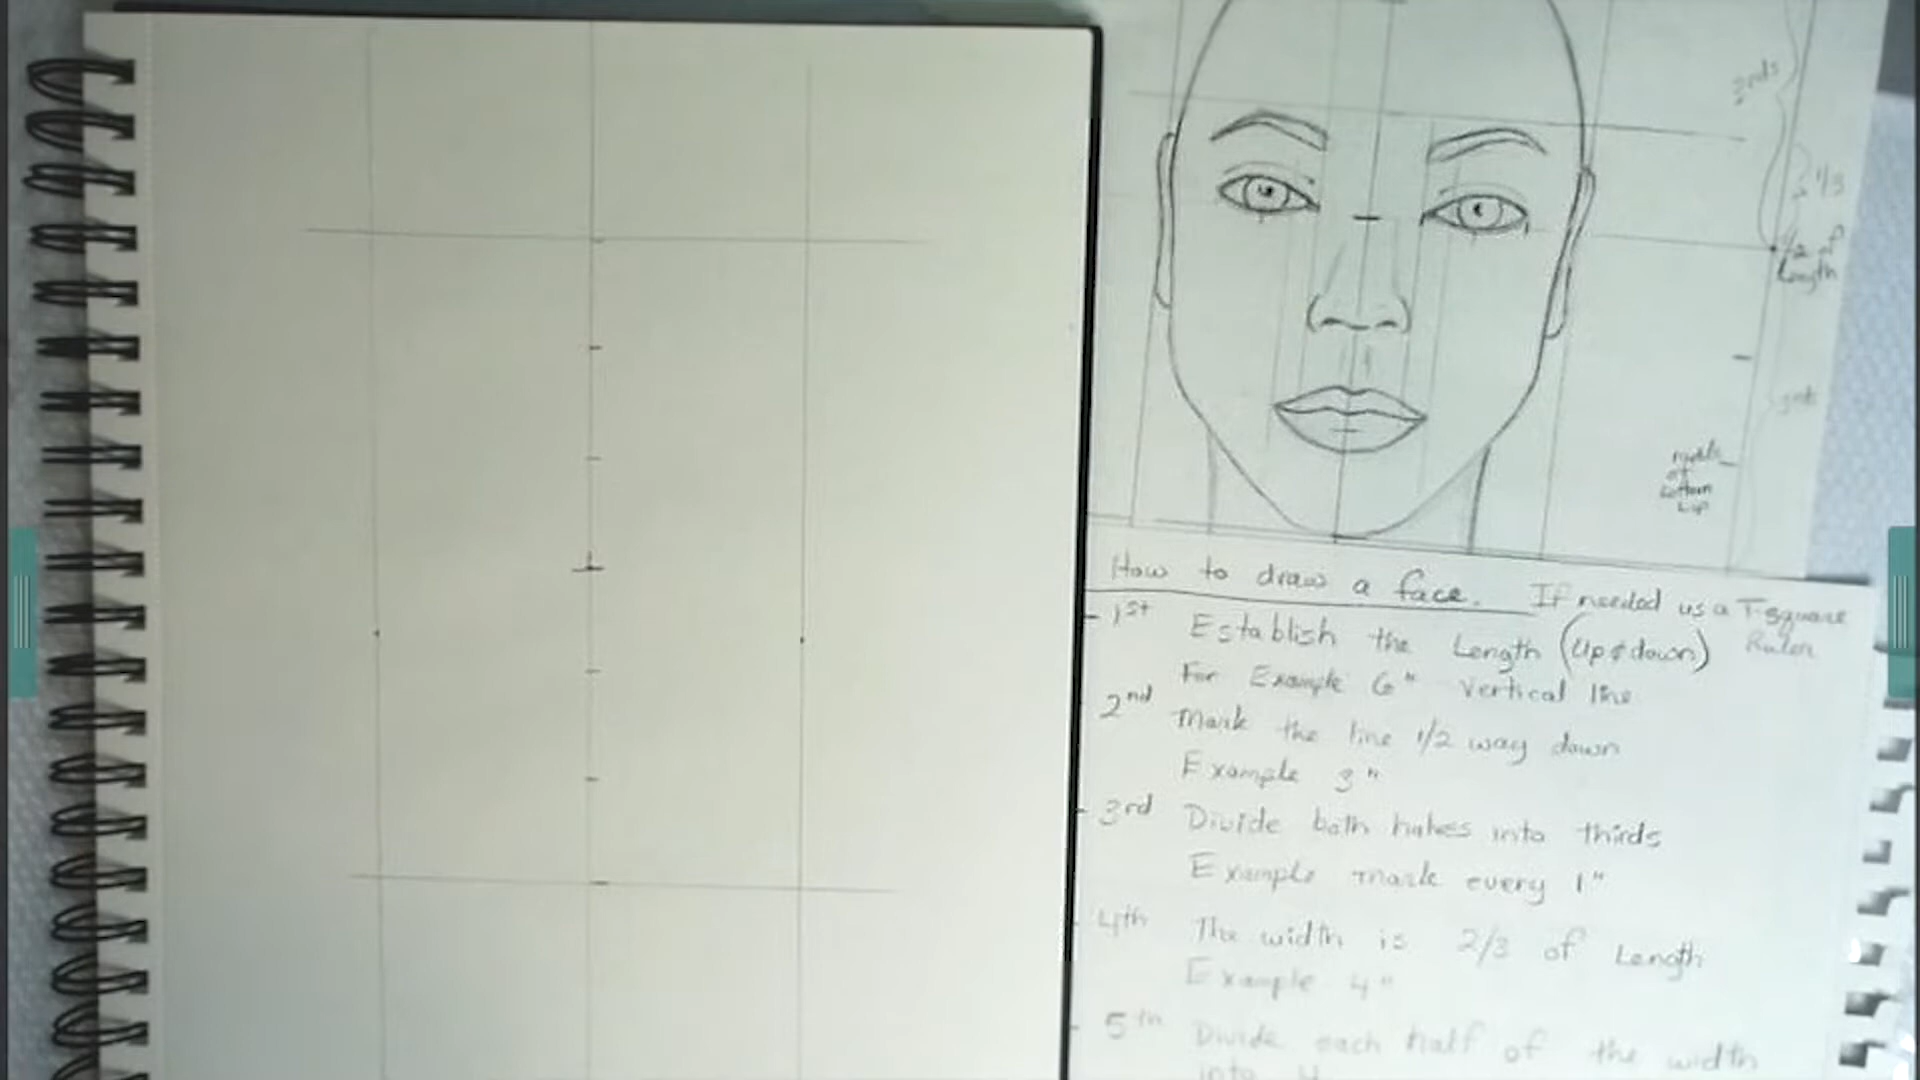 2rds
1/3
1/2 of
Length
middle
of
bottom
Lip
How to draw a face. If needed us a T-square
Ruler
1st Establish the Length (Up & down)
For Example 6" vertical line
2nd Mark the line 1/2 way down
Example 3"
3rd Divide both halves into thirds
Example mark every 1"
4th The width is 2/3 of Length
Example 4"
5th Divide each half of the width
into 4